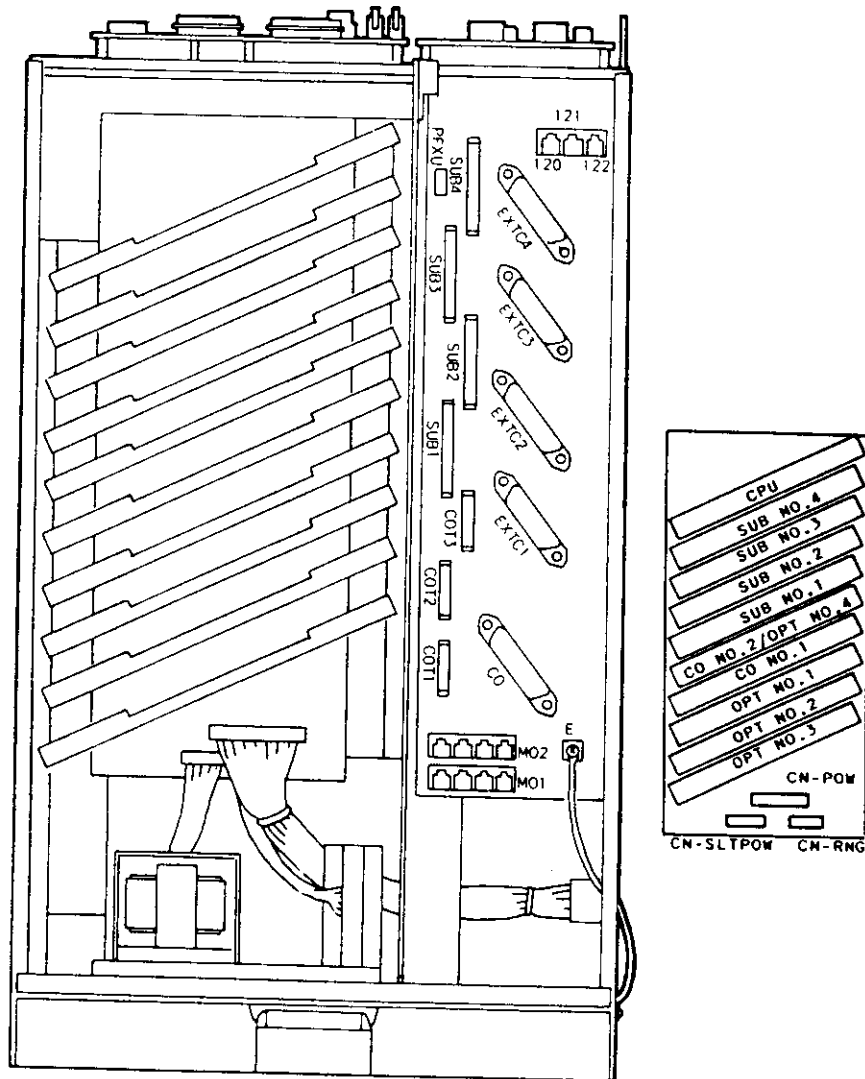 121
120 122
PFXU
SUB4
EXTC4
SUB3
EXTC3
SUB2
EXTC2
SUB1
EXTC1
COT3
COT2
CO
COT1
E
MO2
MO1
CPU
SUB NO.4
SUB NO.3
SUB NO.2
SUB NO.1
CO NO.2/OPT NO.4
CO NO.1
OPT NO.1
OPT NO.2
OPT NO.3
CN-POW
CN-SLTPOW CN-RNG